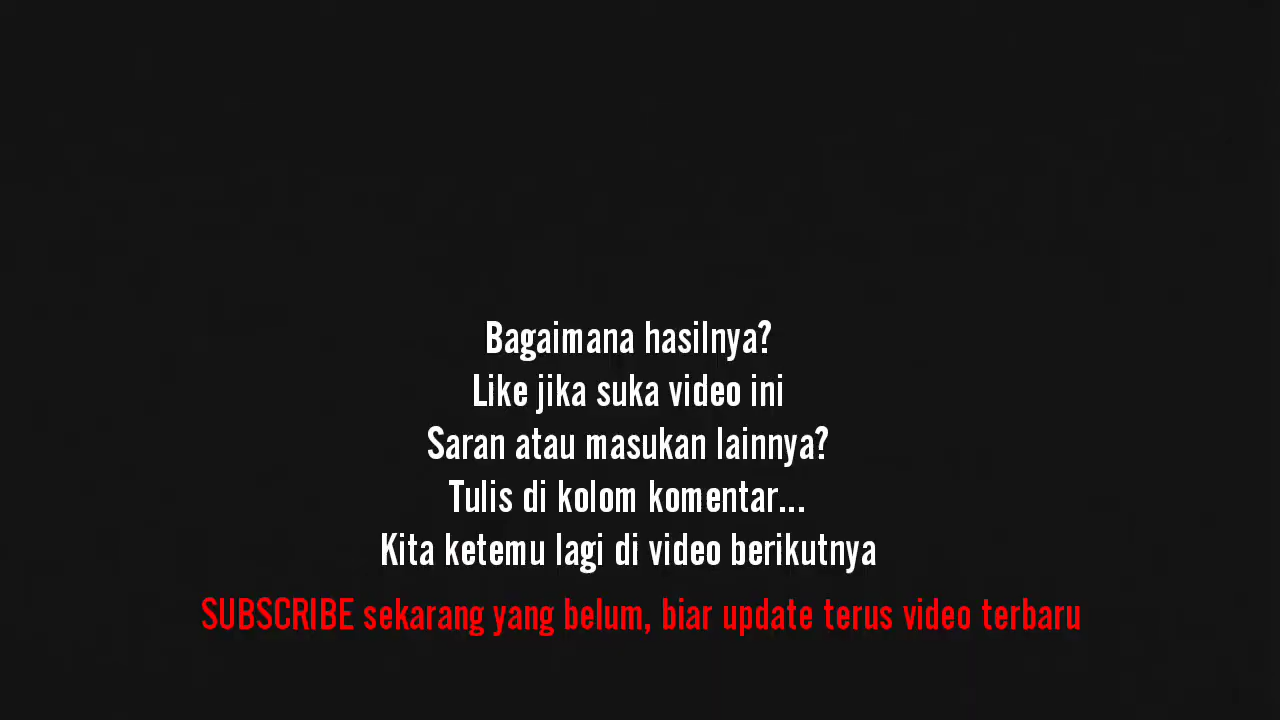 Bagaimana hasilnya?
Like jika suka video ini
Saran atau masukan lainnya?
Tulis di kolom komentar...
Kita ketemu lagi di video berikutnya
SUBSCRIBE sekarang yang belum, biar update terus video terbaru